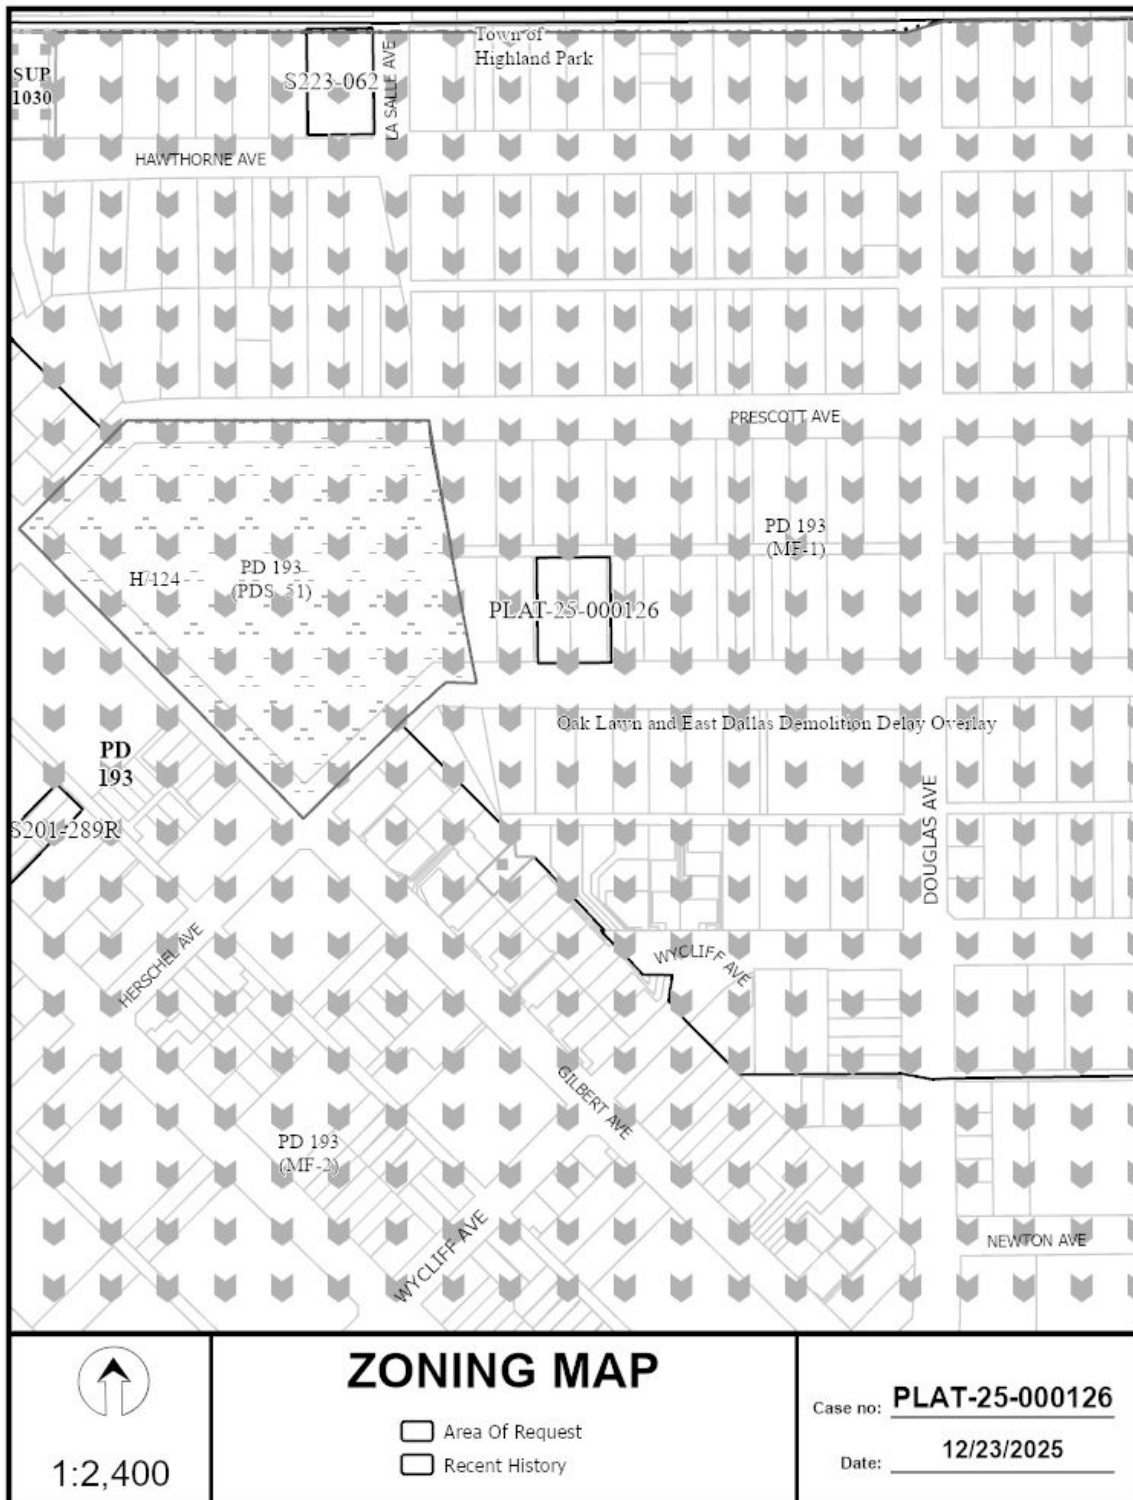 Town of
Highland Park
SUP
1030
S223-062
LA SALLE AVE
HAWTHORNE AVE
PRESCOTT AVE
PD 193
(MF-1)
H/124
PD 193
(PDS 51)
PLAT-25-000126
Oak Lawn and East Dallas Demolition Delay Overlay
PD
193
S201-289R
DOUGLAS AVE
HERSCHEL AVE
WYCLIFF AVE
GILBERT AVE
PD 193
(MF-2)
WYCLIFF AVE
NEWTON AVE
1:2,400
ZONING MAP
Area Of Request
Recent History
Case no: PLAT-25-000126
Date: 12/23/2025